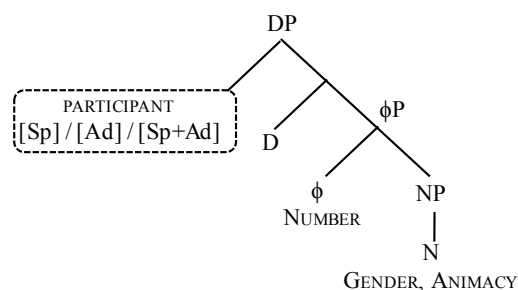 DP
PARTICIPANT
[Sp] / [Ad] / [Sp+Ad]
D
ϕP
ϕ
NUMBER
NP
N
GENDER, ANIMACY